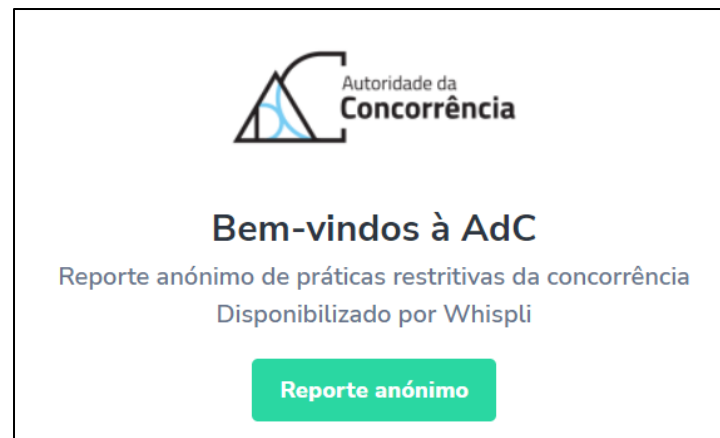 Autoridade da
Concorrência
Bem-vindos à AdC
Reporte anónimo de práticas restritivas da concorrência
Disponibilizado por Whispli
Reporte anónimo